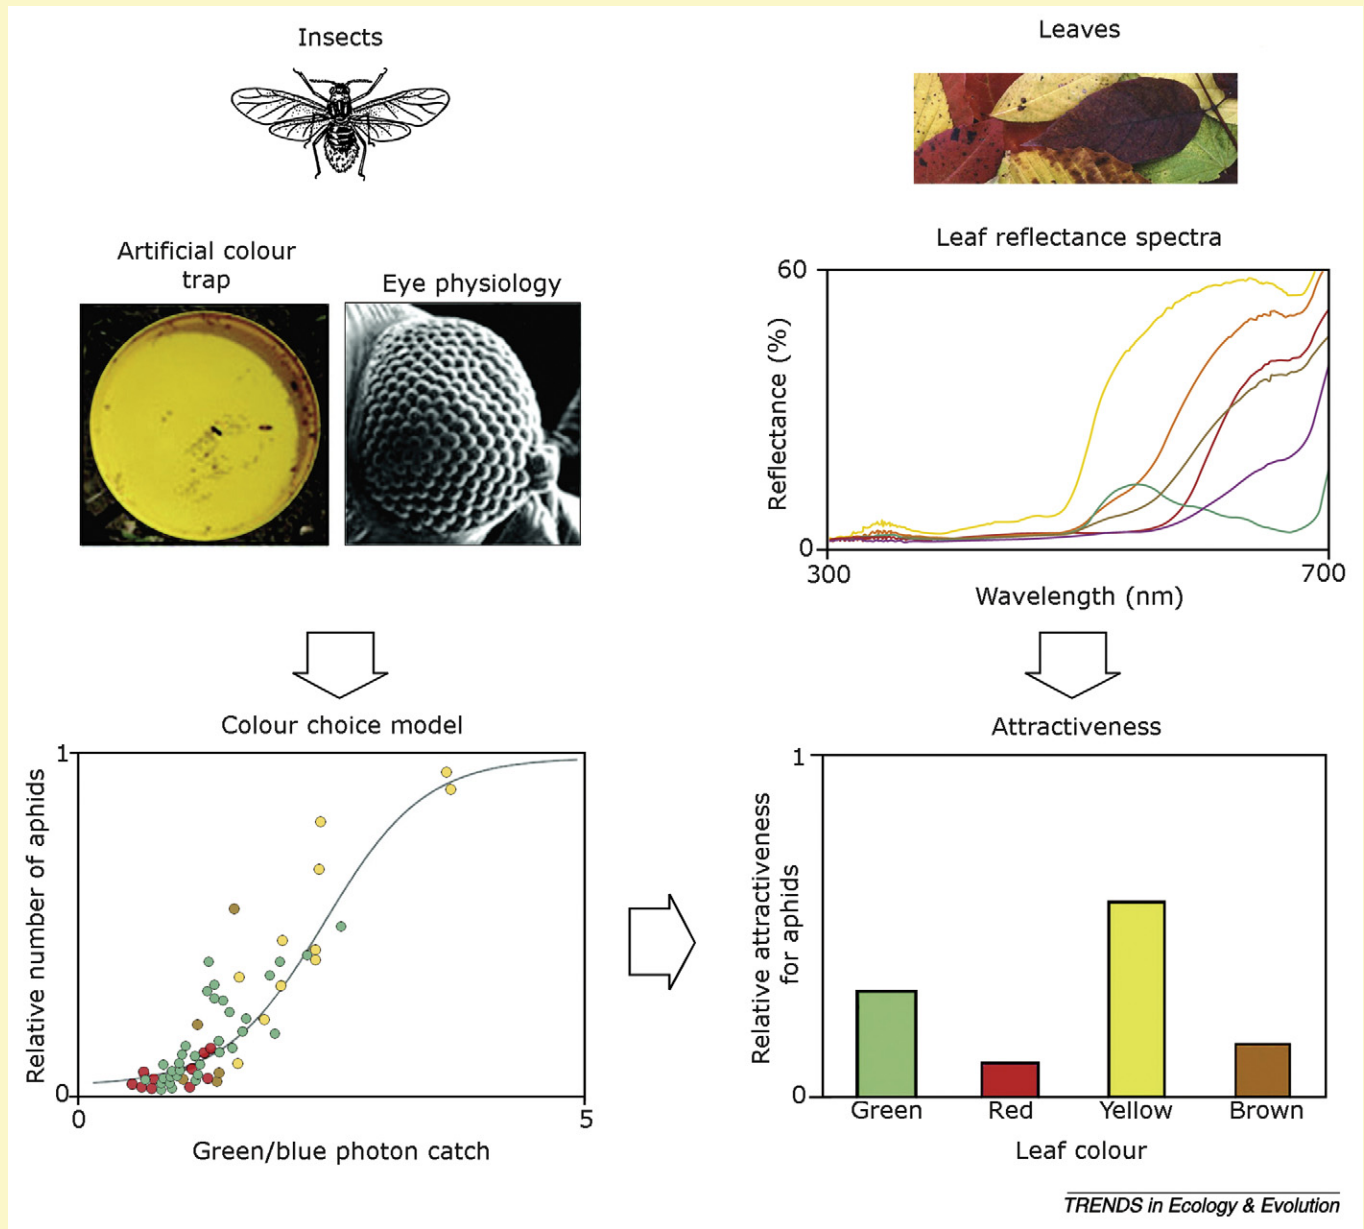 Insects
Leaves
Artificial colour
trap
Eye physiology
Leaf reflectance spectra
60
Reflectance (%)
0
300
700
Wavelength (nm)
Colour choice model
1
Relative number of aphids
0
0
5
Green/blue photon catch
Attractiveness
1
Relative attractiveness
for aphids
0
Green
Red
Yellow
Brown
Leaf colour
TRENDS in Ecology & Evolution